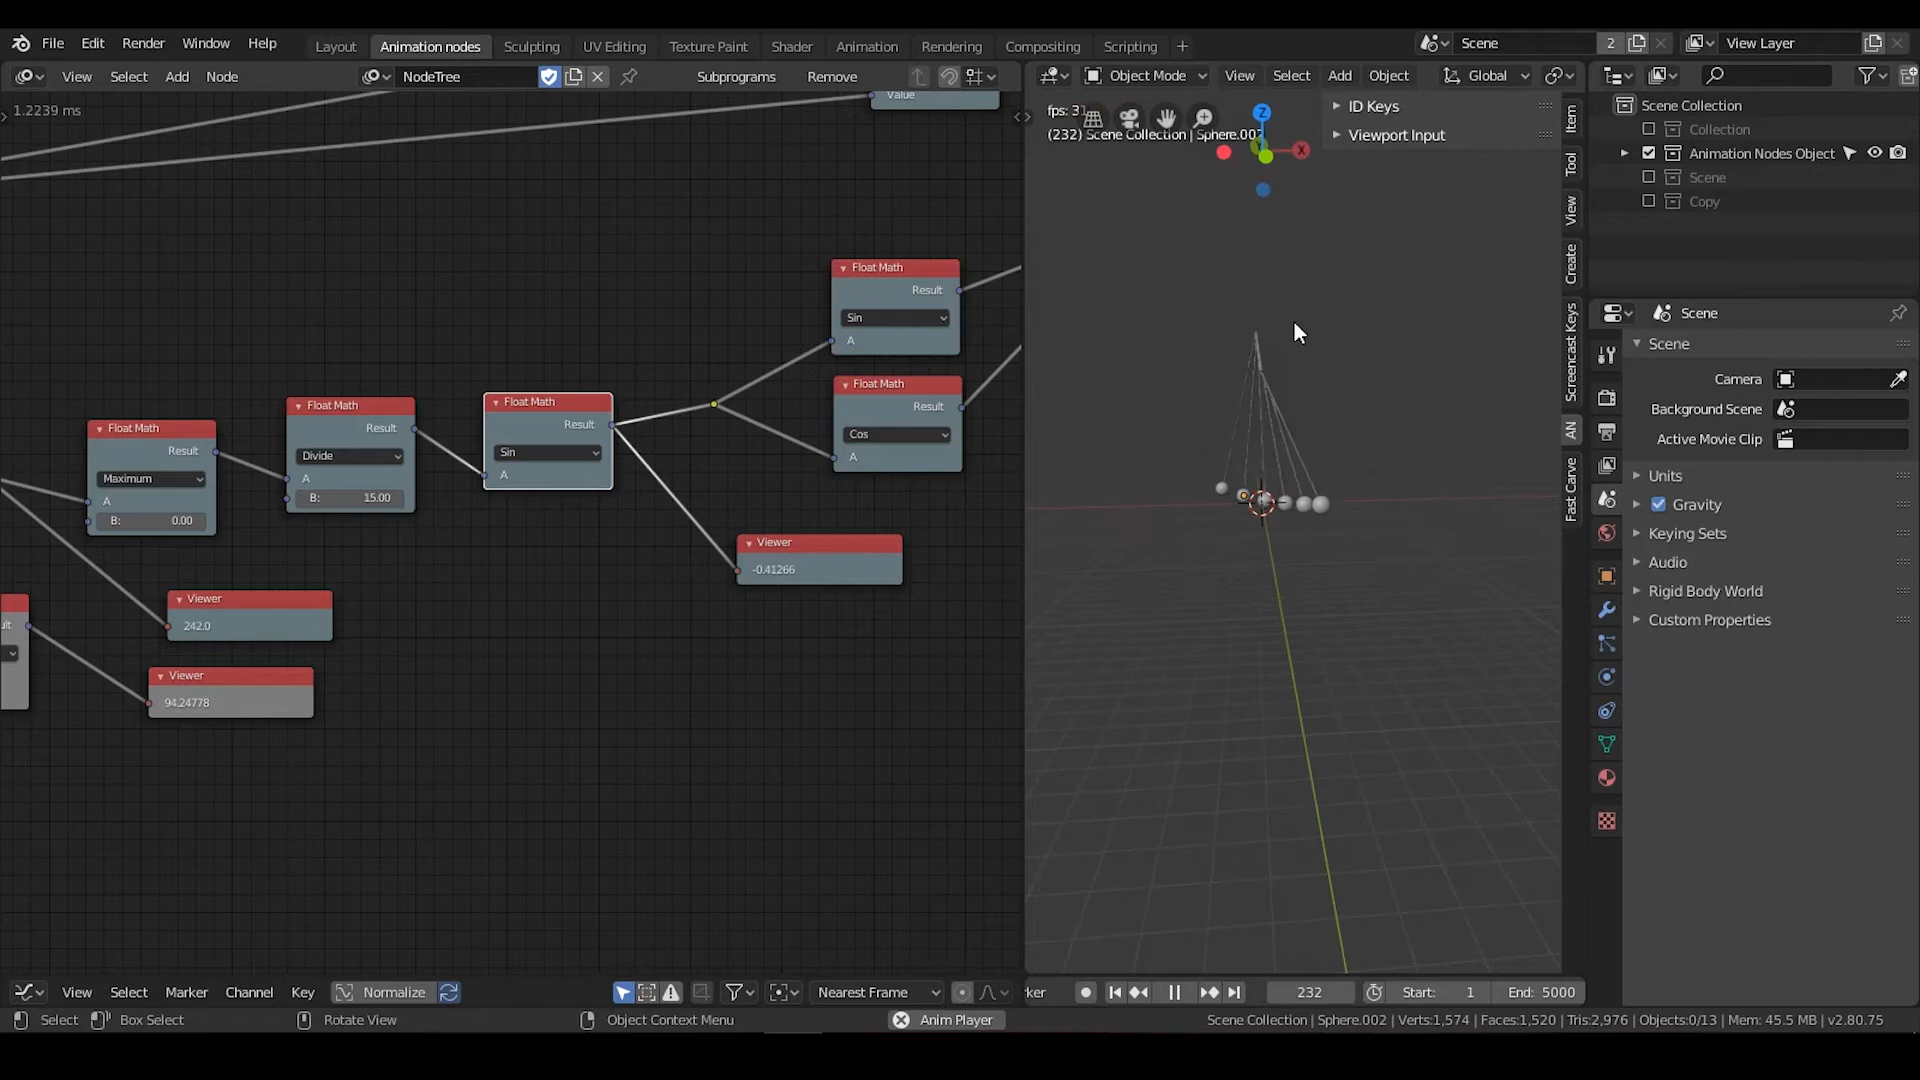 File Edit Render Window Help
Layout Animation nodes Sculpting UV Editing Texture Paint Shader Animation Rendering Compositing Scripting +
Scene 2 View Layer
View Select Add Node NodeTree Subprograms Remove
Object Mode View Select Add Object Global
1.2239 ms
Value
fps: 31
(232) Scene Collection | Sphere.002
ID Keys
Viewport Input
Z
X
Item
Tool
View
Create
Screencast Keys
AN
Fast Carve
Scene Collection
Collection
Animation Nodes Object
Scene
Copy
Scene
Scene
Camera
Background Scene
Active Movie Clip
Units
Gravity
Keying Sets
Audio
Rigid Body World
Custom Properties
Float Math
Result
Sin
A
Float Math
Result
Cos
A
Float Math
Result
Maximum
A
B: 0.00
Float Math
Result
Divide
A
B: 15.00
Float Math
Result
Sin
A
Viewer
-0.41266
Viewer
242.0
Viewer
94.24778
ult
View Select Marker Channel Key Normalize Nearest Frame
rker 232 Start: 1 End: 5000
Select Box Select Rotate View Object Context Menu Anim Player
Scene Collection | Sphere.002 | Verts:1,574 | Faces:1,520 | Tris:2,976 | Objects:0/13 | Mem: 45.5 MB | v2.80.75